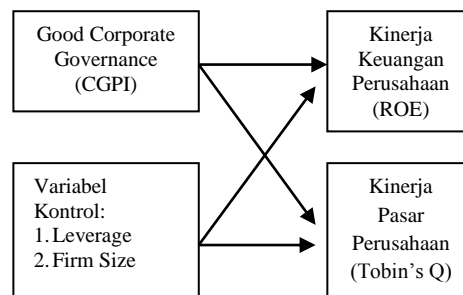 Good Corporate
Governance
(CGPI)
Kinerja
Keuangan
Perusahaan
(ROE)
Variabel
Kontrol:
1. Leverage
2. Firm Size
Kinerja
Pasar
Perusahaan
(Tobin's Q)